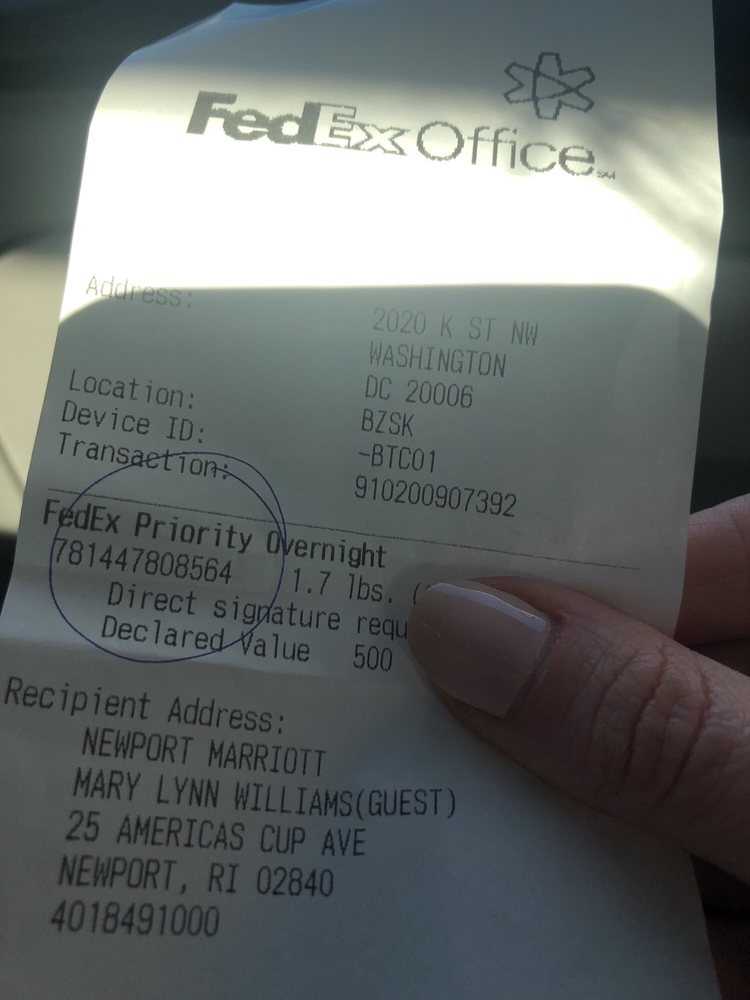 FedEx Office
Address:
2020 K ST NW
WASHINGTON
DC 20006
Location: BZSK
Device ID: -BTC01
Transaction: 910200907392
FedEx Priority Overnight
781447808564 1.7 lbs. (
Direct signature requ
Declared Value 500
Recipient Address:
NEWPORT MARRIOTT
MARY LYNN WILLIAMS(GUEST)
25 AMERICAS CUP AVE
NEWPORT, RI 02840
4018491000